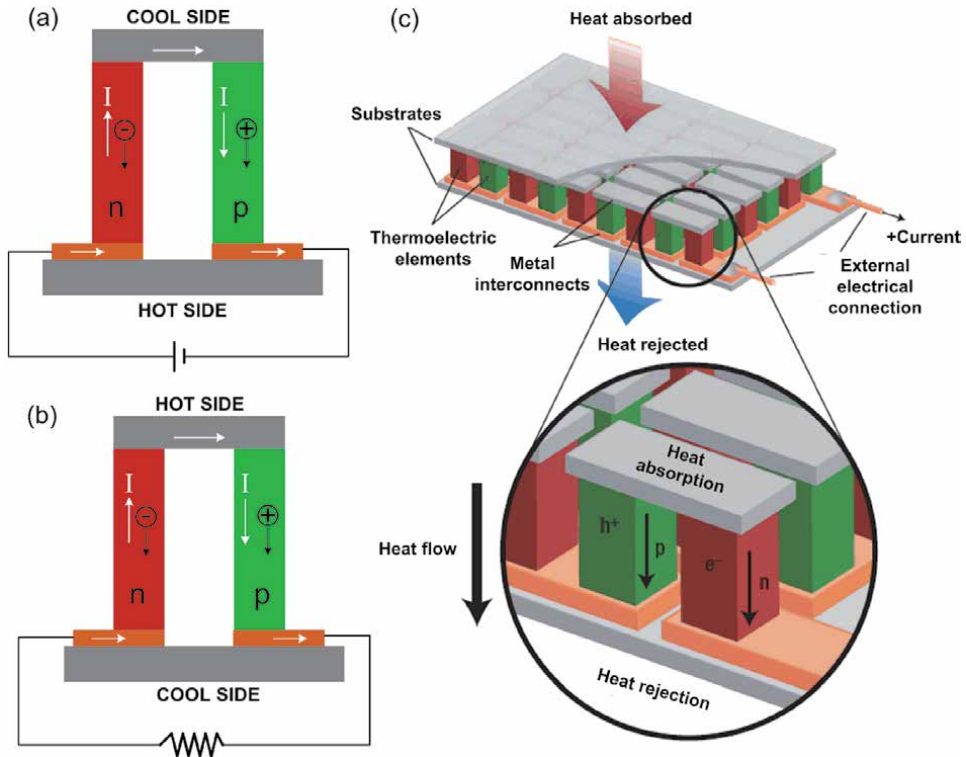 (a)
COOL SIDE
I
I
n
p
HOT SIDE
(b)
HOT SIDE
I
I
n
p
COOL SIDE
(c)
Heat absorbed
Substrates
Thermoelectric
elements
Metal
interconnects
+Current
External
electrical
connection
Heat rejected
Heat flow
Heat
absorption
h⁺
p
e⁻
n
Heat rejection